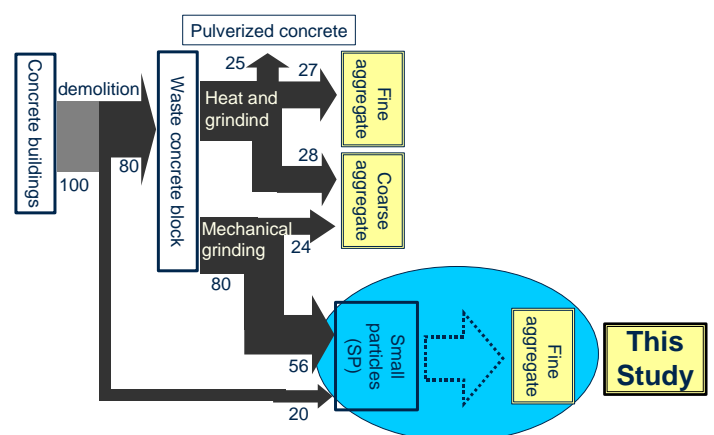 Pulverized concrete
Concrete buildings
demolition
100
80
Waste concrete block
25
27
Heat and
grindind
28
Fine
aggregate
Coarse
aggregate
Mechanical
grinding
24
80
56
20
Small
particles
(SP)
Fine
aggregate
This
Study